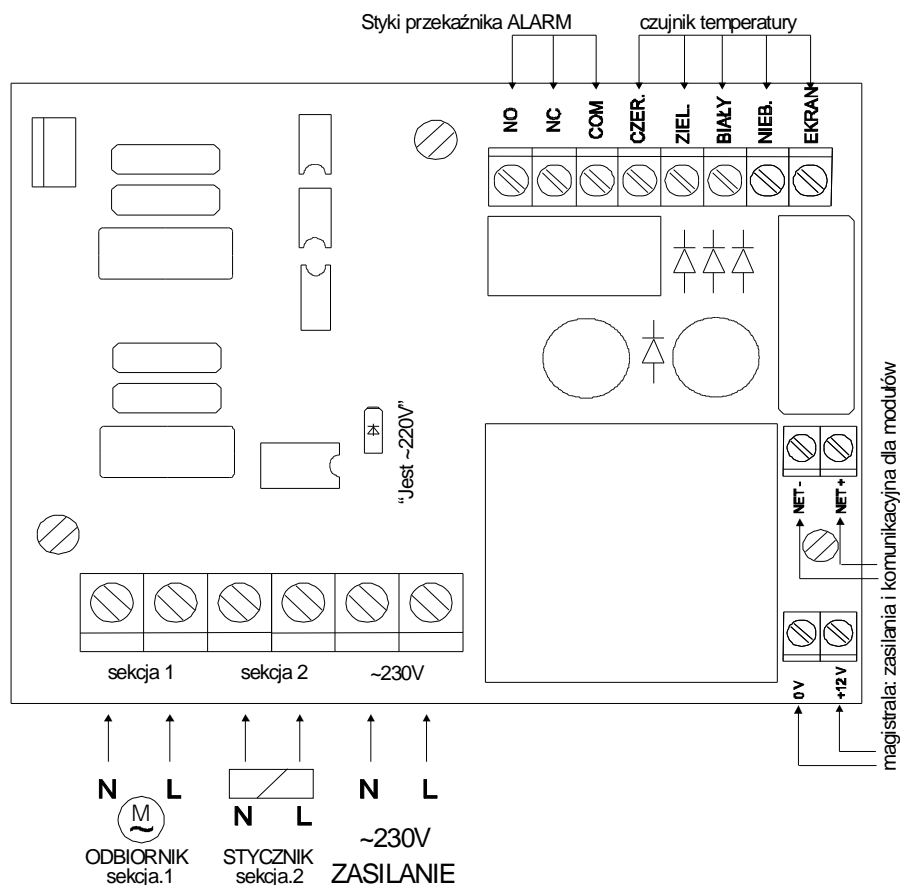 Styki przekaźnika ALARM
czujnik temperatury
NO
NC
COM
CZER.
ZIEL.
BIAŁY
NIEB.
EKRAN
"Jest ~220V"
NET -
NET +
magistrala: zasilania i komunikacyjna dla modułów
0 V
+12 V
sekcja 1
sekcja 2
~230V
N
L
N
L
N
L
M
~
ODBIORNIK
sekcja.1
STYCZNIK
sekcja.2
~230V
ZASILANIE